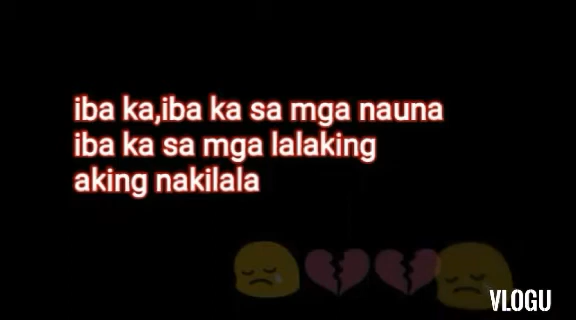 iba ka,iba ka sa mga nauna
iba ka sa mga lalaking
aking nakilala
VLOGU